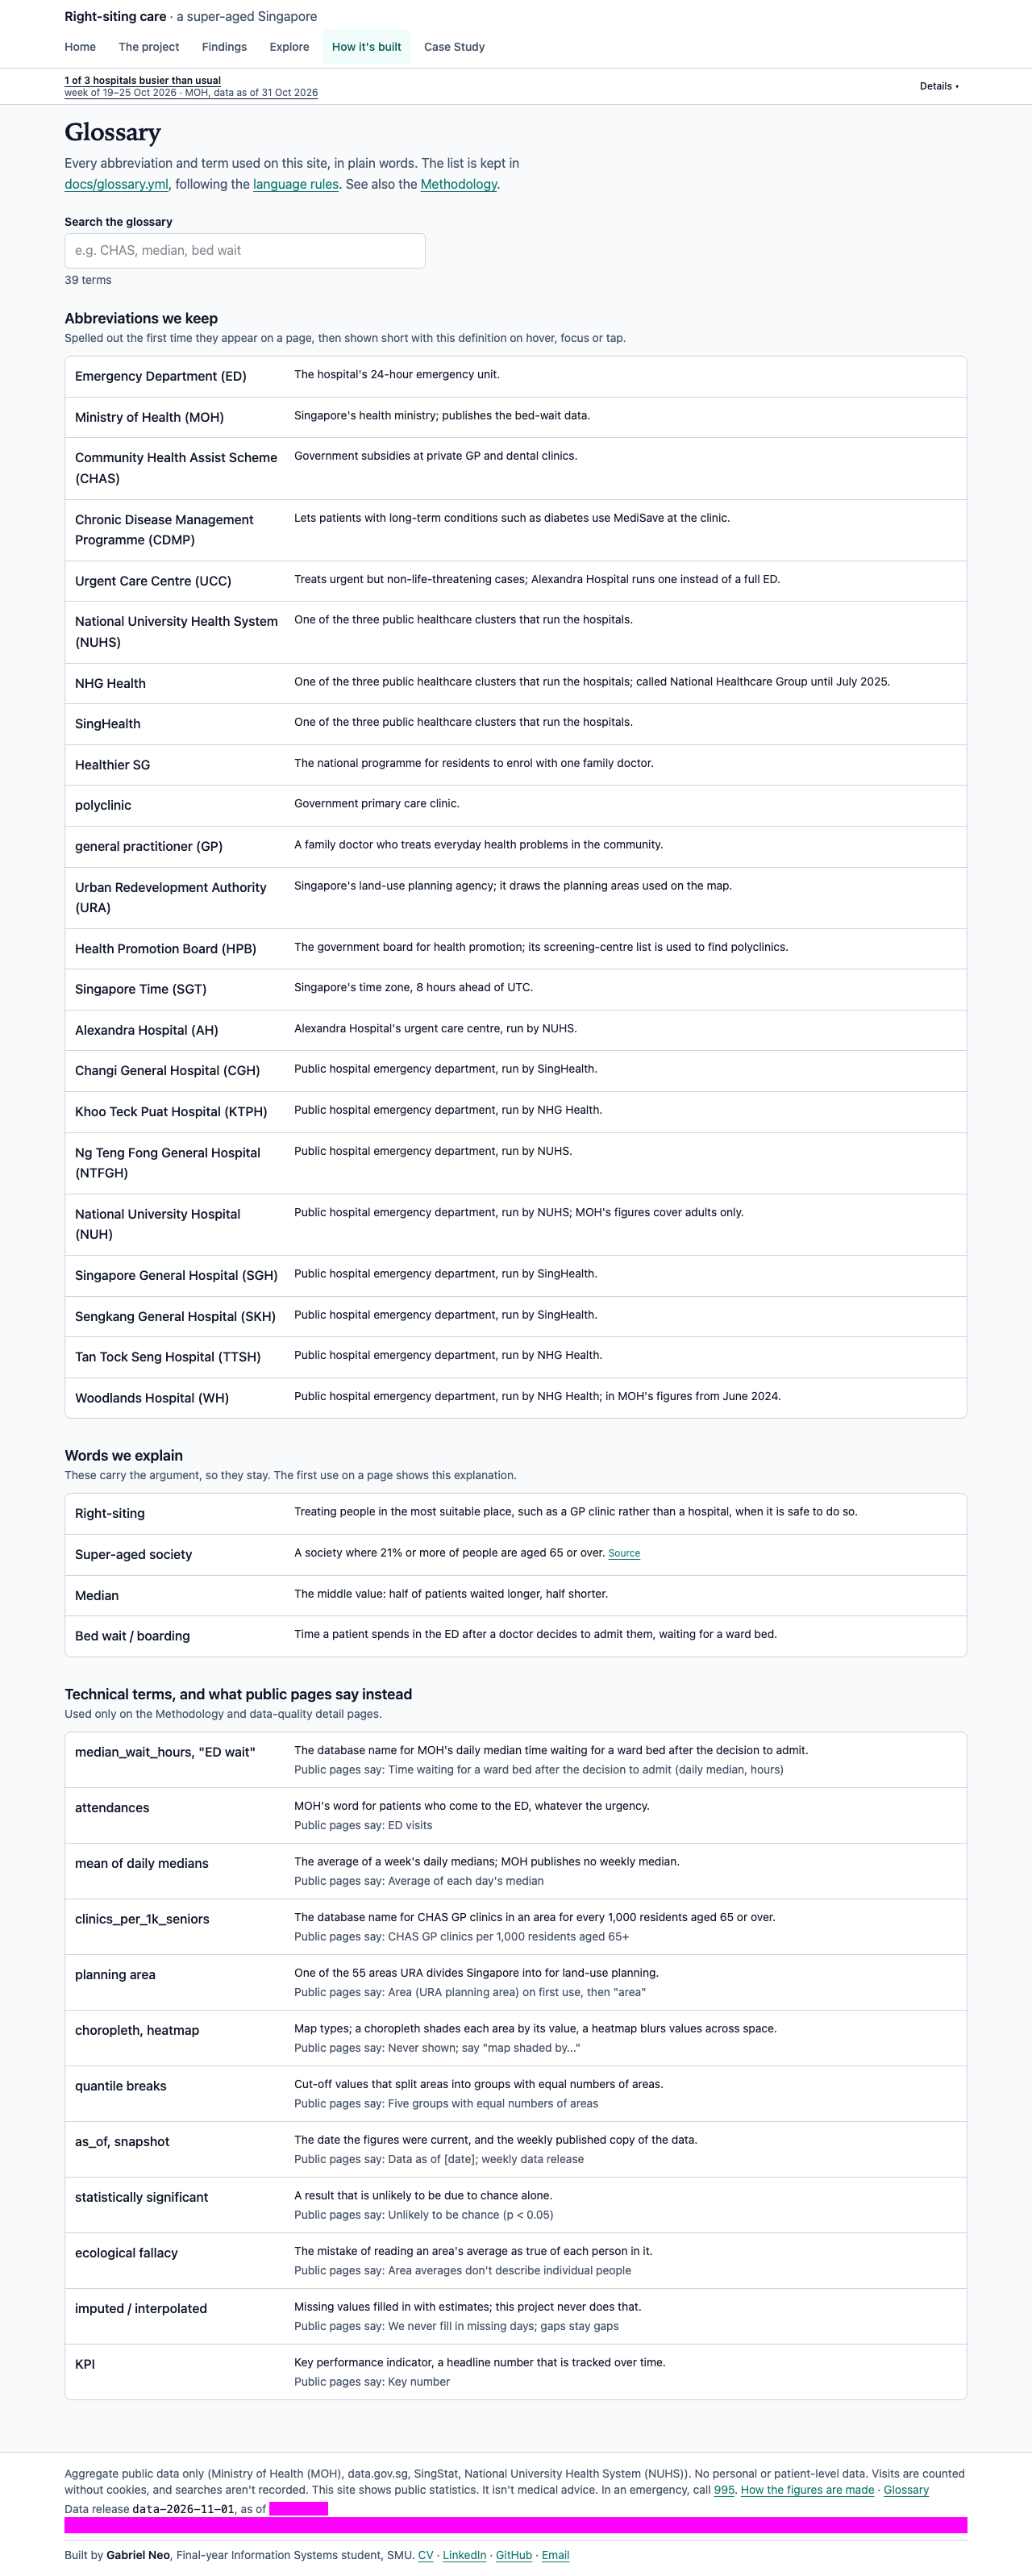 Right-siting care · a super-aged Singapore
Home The project Findings Explore How it's built Case Study
1 of 3 hospitals busier than usual
week of 19–25 Oct 2026 · MOH, data as of 31 Oct 2026
Details ▾
Glossary
Every abbreviation and term used on this site, in plain words. The list is kept in
docs/glossary.yml, following the language rules. See also the Methodology.
Search the glossary
e.g. CHAS, median, bed wait
39 terms
Abbreviations we keep
Spelled out the first time they appear on a page, then shown short with this definition on hover, focus or tap.
Emergency Department (ED) The hospital's 24-hour emergency unit.
Ministry of Health (MOH) Singapore's health ministry; publishes the bed-wait data.
Community Health Assist Scheme Government subsidies at private GP and dental clinics.
(CHAS)
Chronic Disease Management Lets patients with long-term conditions such as diabetes use MediSave at the clinic.
Programme (CDMP)
Urgent Care Centre (UCC) Treats urgent but non-life-threatening cases; Alexandra Hospital runs one instead of a full ED.
National University Health System One of the three public healthcare clusters that run the hospitals.
(NUHS)
NHG Health One of the three public healthcare clusters that run the hospitals; called National Healthcare Group until July 2025.
SingHealth One of the three public healthcare clusters that run the hospitals.
Healthier SG The national programme for residents to enrol with one family doctor.
polyclinic Government primary care clinic.
general practitioner (GP) A family doctor who treats everyday health problems in the community.
Urban Redevelopment Authority Singapore's land-use planning agency; it draws the planning areas used on the map.
(URA)
Health Promotion Board (HPB) The government board for health promotion; its screening-centre list is used to find polyclinics.
Singapore Time (SGT) Singapore's time zone, 8 hours ahead of UTC.
Alexandra Hospital (AH) Alexandra Hospital's urgent care centre, run by NUHS.
Changi General Hospital (CGH) Public hospital emergency department, run by SingHealth.
Khoo Teck Puat Hospital (KTPH) Public hospital emergency department, run by NHG Health.
Ng Teng Fong General Hospital Public hospital emergency department, run by NUHS.
(NTFGH)
National University Hospital Public hospital emergency department, run by NUHS; MOH's figures cover adults only.
(NUH)
Singapore General Hospital (SGH) Public hospital emergency department, run by SingHealth.
Sengkang General Hospital (SKH) Public hospital emergency department, run by SingHealth.
Tan Tock Seng Hospital (TTSH) Public hospital emergency department, run by NHG Health.
Woodlands Hospital (WH) Public hospital emergency department, run by NHG Health; in MOH's figures from June 2024.
Words we explain
These carry the argument, so they stay. The first use on a page shows this explanation.
Right-siting Treating people in the most suitable place, such as a GP clinic rather than a hospital, when it is safe to do so.
Super-aged society A society where 21% or more of people are aged 65 or over. Source
Median The middle value: half of patients waited longer, half shorter.
Bed wait / boarding Time a patient spends in the ED after a doctor decides to admit them, waiting for a ward bed.
Technical terms, and what public pages say instead
Used only on the Methodology and data-quality detail pages.
median_wait_hours, "ED wait" The database name for MOH's daily median time waiting for a ward bed after the decision to admit.
Public pages say: Time waiting for a ward bed after the decision to admit (daily median, hours)
attendances MOH's word for patients who come to the ED, whatever the urgency.
Public pages say: ED visits
mean of daily medians The average of a week's daily medians; MOH publishes no weekly median.
Public pages say: Average of each day's median
clinics_per_1k_seniors The database name for CHAS GP clinics in an area for every 1,000 residents aged 65 or over.
Public pages say: CHAS GP clinics per 1,000 residents aged 65+
planning area One of the 55 areas URA divides Singapore into for land-use planning.
Public pages say: Area (URA planning area) on first use, then "area"
choropleth, heatmap Map types; a choropleth shades each area by its value, a heatmap blurs values across space.
Public pages say: Never shown; say "map shaded by..."
quantile breaks Cut-off values that split areas into groups with equal numbers of areas.
Public pages say: Five groups with equal numbers of areas
as_of, snapshot The date the figures were current, and the weekly published copy of the data.
Public pages say: Data as of [date]; weekly data release
statistically significant A result that is unlikely to be due to chance alone.
Public pages say: Unlikely to be chance (p < 0.05)
ecological fallacy The mistake of reading an area's average as true of each person in it.
Public pages say: Area averages don't describe individual people
imputed / interpolated Missing values filled in with estimates; this project never does that.
Public pages say: We never fill in missing days; gaps stay gaps
KPI Key performance indicator, a headline number that is tracked over time.
Public pages say: Key number
Aggregate public data only (Ministry of Health (MOH), data.gov.sg, SingStat, National University Health System (NUHS)). No personal or patient-level data. Visits are counted
without cookies, and searches aren't recorded. This site shows public statistics. It isn't medical advice. In an emergency, call 995. How the figures are made · Glossary
Data release data-2026-11-01, as of
Built by Gabriel Neo, Final-year Information Systems student, SMU. CV · LinkedIn · GitHub · Email